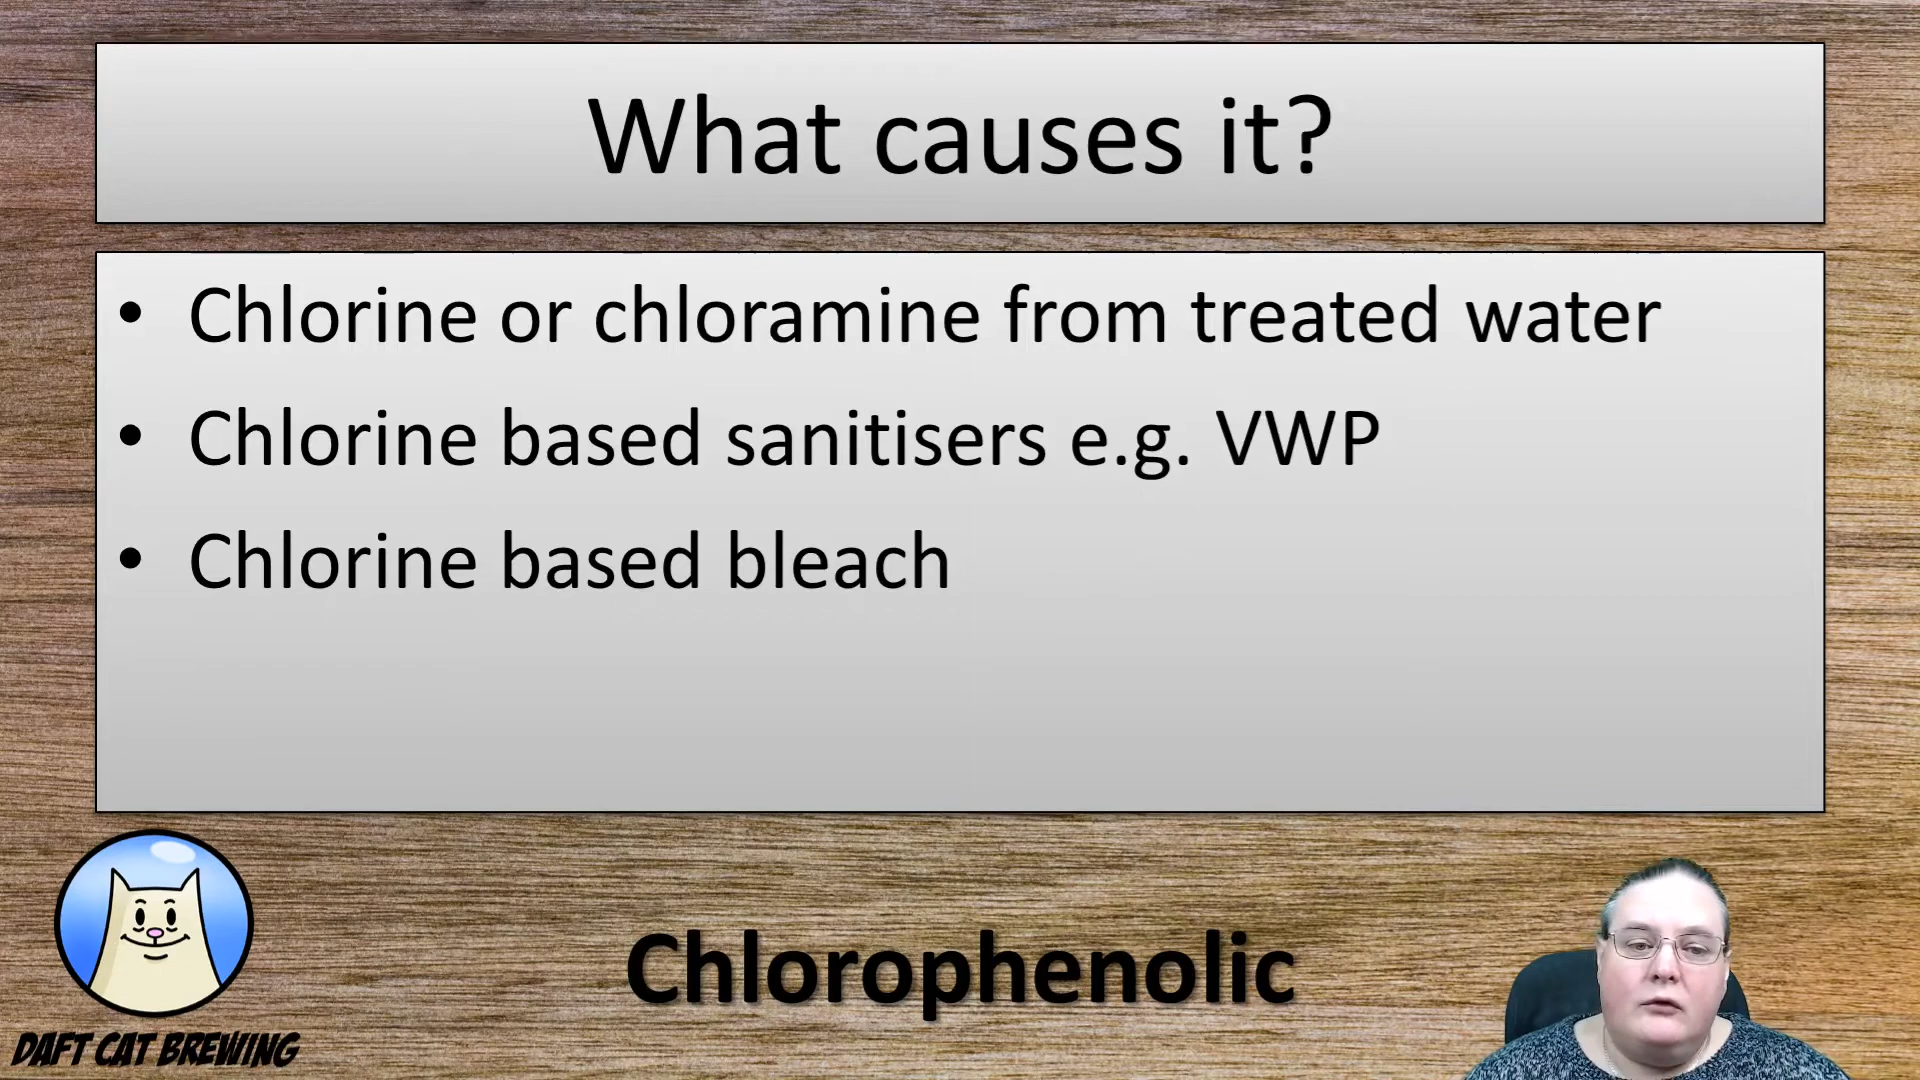 What causes it?
• Chlorine or chloramine from treated water
• Chlorine based sanitisers e.g. VWP
• Chlorine based bleach
Chlorophenolic
DAFT CAT BREWING